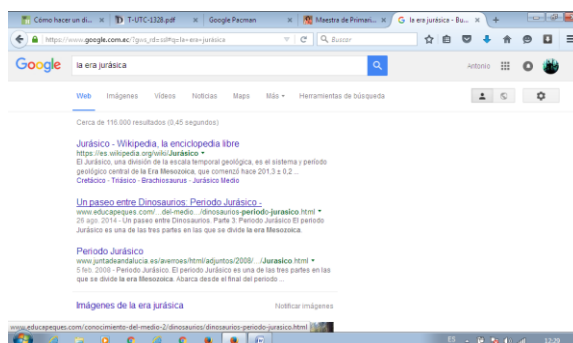 Cómo hacer un di...
T-UTC-1328.pdf
Google Pacman
Maestra de Primari...
la era jurásica - Bu...
https://www.google.com.ec/?gws_rd=ssl#q=la+era+jurásica
Buscar
Google
la era jurásica
Antonio
Web Imágenes Vídeos Noticias Maps Más Herramientas de búsqueda
Cerca de 116.000 resultados (0,45 segundos)
Jurásico - Wikipedia, la enciclopedia libre
https://es.wikipedia.org/wiki/Jurásico
El Jurásico, una división de la escala temporal geológica, es el sistema y período
geológico central de la Era Mesozoica, que comenzó hace 201,3 ± 0,2 ...
Cretácico - Triásico - Brachiosaurus - Jurásico Medio
Un paseo entre Dinosaurios: Periodo Jurásico -
www.educapeques.com/...del-medio.../dinosaurios-periodo-jurasico.html
26 ago. 2014 - Un paseo entre Dinosaurios. Parte 3: Periodo Jurásico El periodo
Jurásico es una de las tres partes en las que se divide la era Mesozoica.
Periodo Jurásico
www.juntadeandalucia.es/averroes/html/adjuntos/2008/.../Jurasico.html
5 feb. 2008 - Periodo Jurásico. El periodo Jurásico es una de las tres partes en las
que se divide la era Mesozoica. Abarca desde el final del periodo ...
Imágenes de la era jurásica
Notificar imágenes
www.educapeques.com/conocimiento-del-medio-2/dinosaurios/dinosaurios-periodo-jurasico.html
ES
12:29